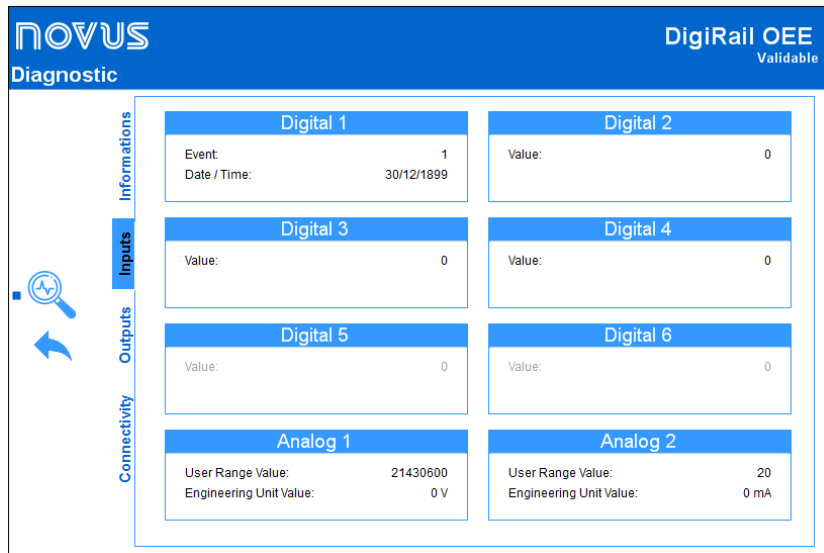 novus
DigiRail OEE
Validable
Diagnostic
Informations
Inputs
Outputs
Connectivity
Digital 1
Event: 1
Date / Time: 30/12/1899
Digital 2
Value: 0
Digital 3
Value: 0
Digital 4
Value: 0
Digital 5
Value: 0
Digital 6
Value: 0
Analog 1
User Range Value: 21430600
Engineering Unit Value: 0 V
Analog 2
User Range Value: 20
Engineering Unit Value: 0 mA